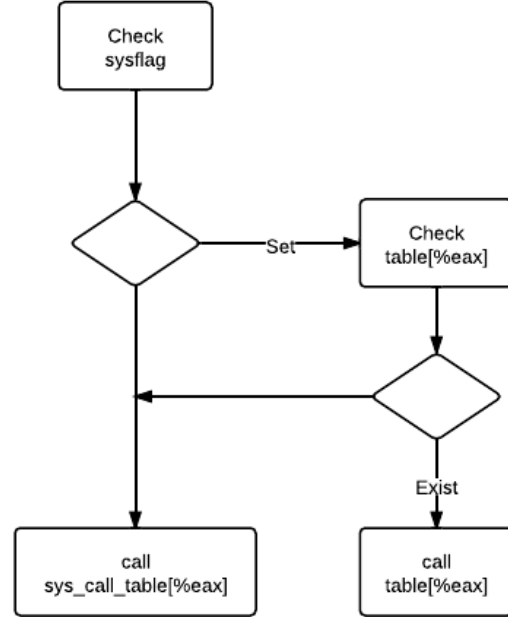 Check
sysflag
Set
Check
table[%eax]
Exist
call
sys_call_table[%eax]
call
table[%eax]